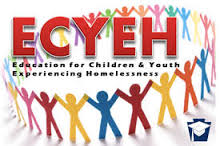 ECYEH
Education for Children & Youth
Experiencing Homelessness